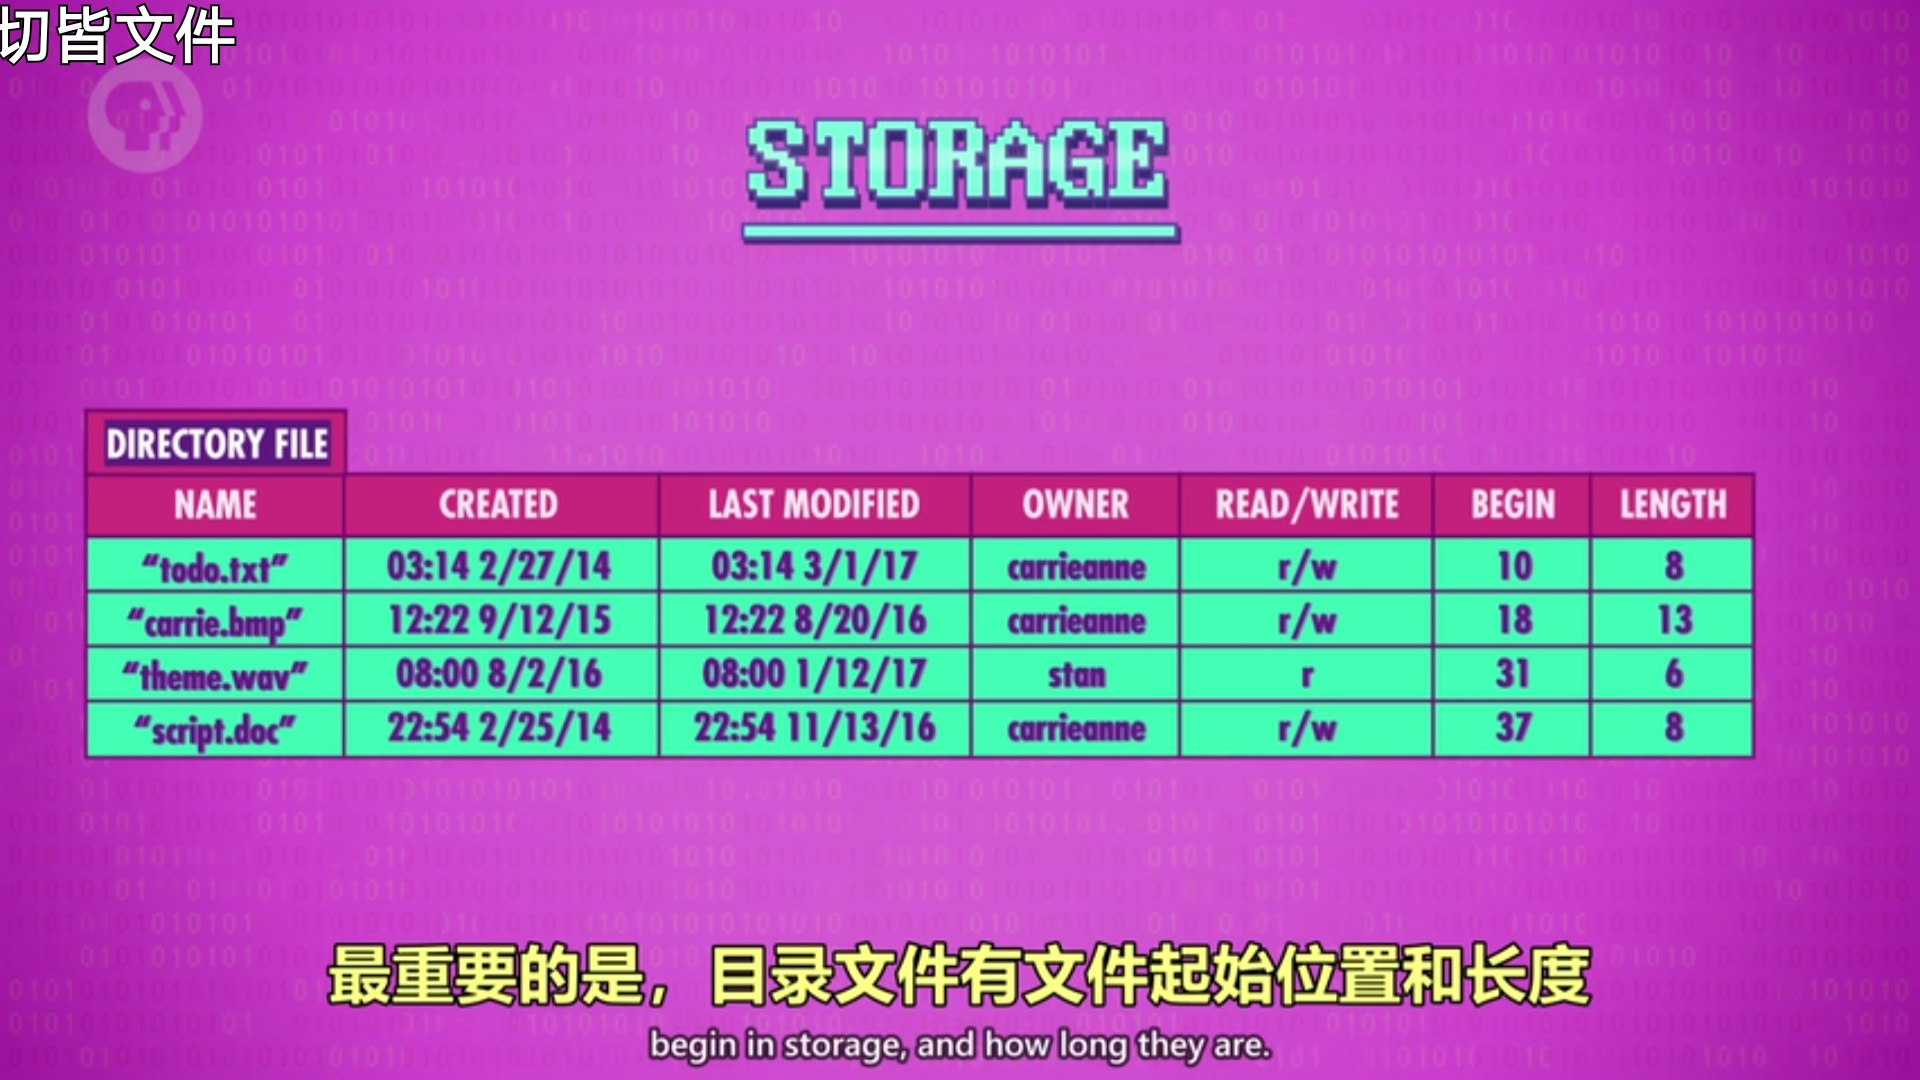 切皆文件
STORAGE
DIRECTORY FILE
NAME CREATED LAST MODIFIED OWNER READ/WRITE BEGIN LENGTH
“todo.txt” 03:14 2/27/14 03:14 3/1/17 carrieanne r/w 10 8
“carrie.bmp” 12:22 9/12/15 12:22 8/20/16 carrieanne r/w 18 13
“theme.wav” 08:00 8/2/16 08:00 1/12/17 stan r 31 6
“script.doc” 22:54 2/25/14 22:54 11/13/16 carrieanne r/w 37 8
最重要的是，目录文件有文件起始位置和长度
begin in storage, and how long they are.